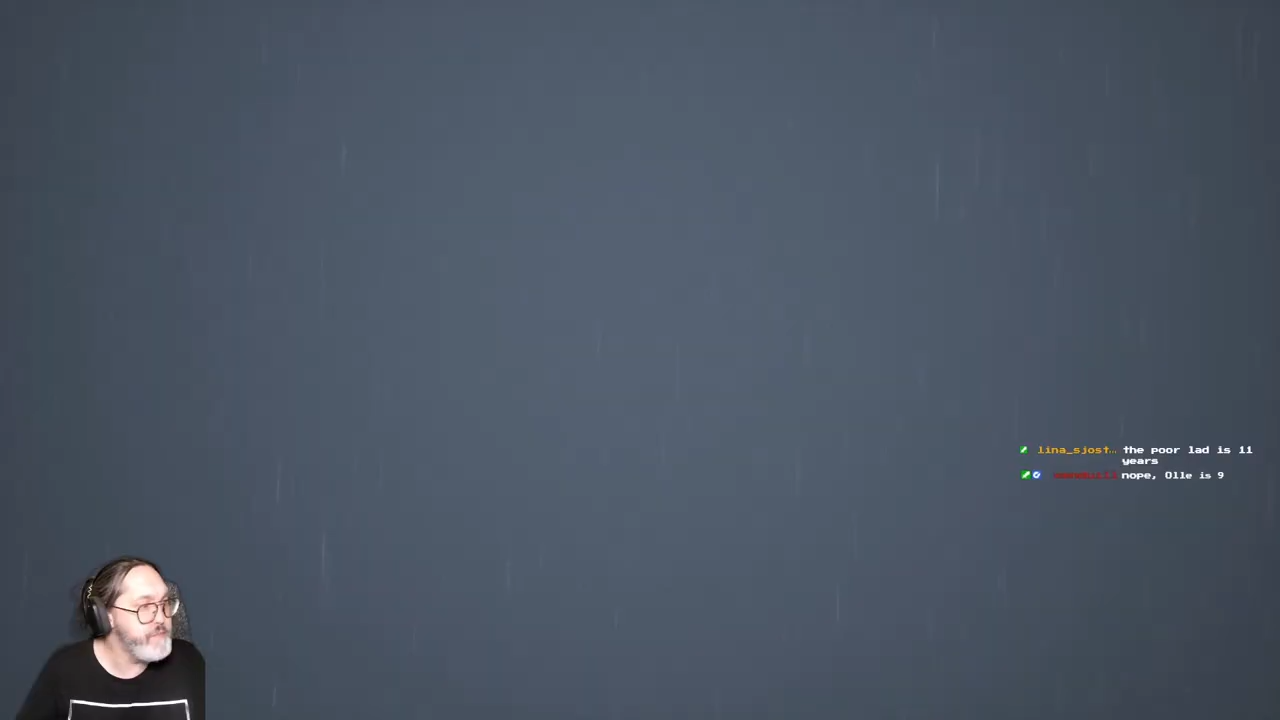 lina_sjost… the poor lad is 11
years
nope, Olle is 9